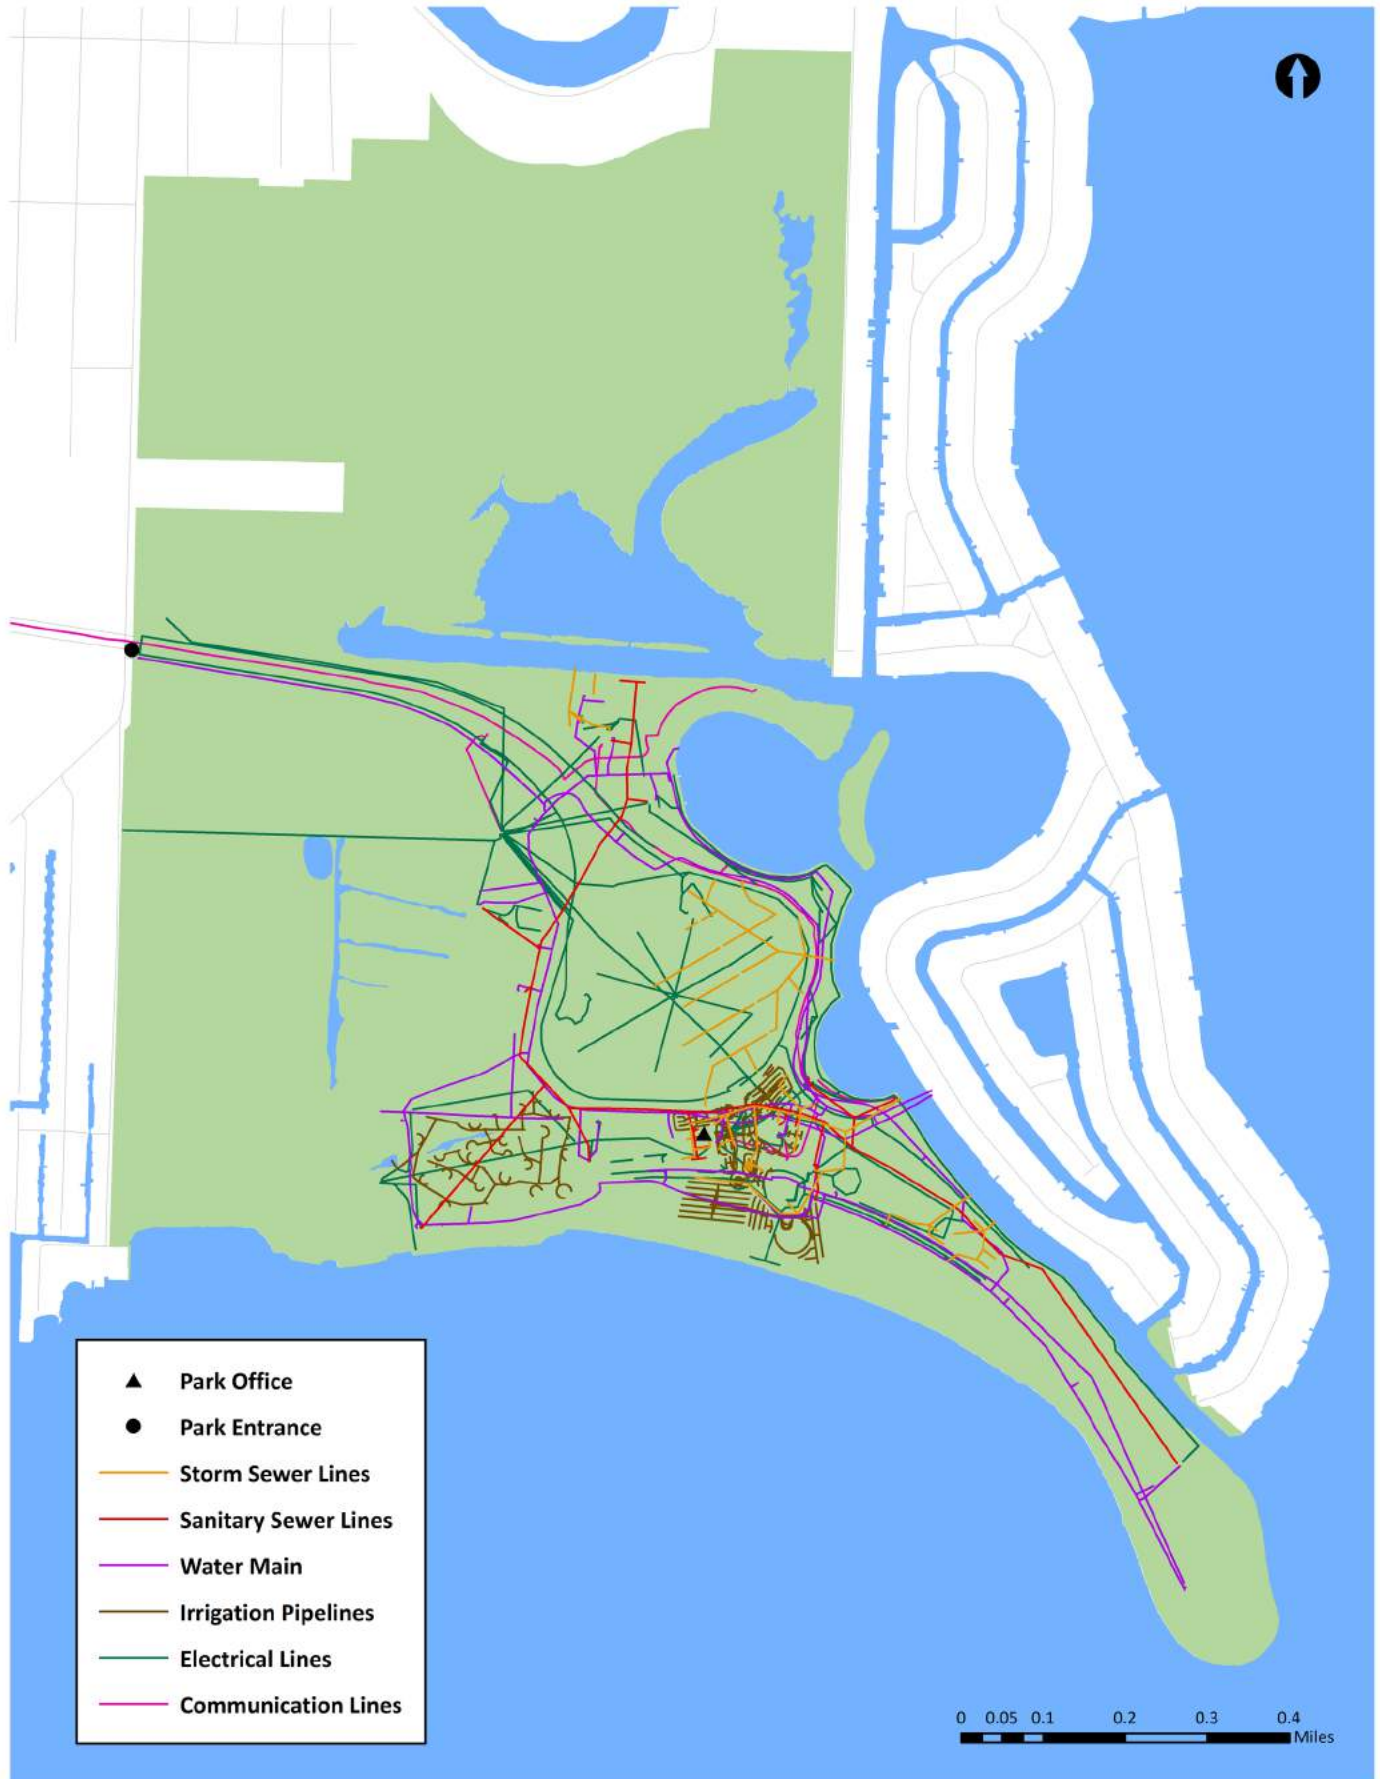 Park Office
Park Entrance
Storm Sewer Lines
Sanitary Sewer Lines
Water Main
Irrigation Pipelines
Electrical Lines
Communication Lines
0 0.05 0.1 0.2 0.3 0.4
Miles